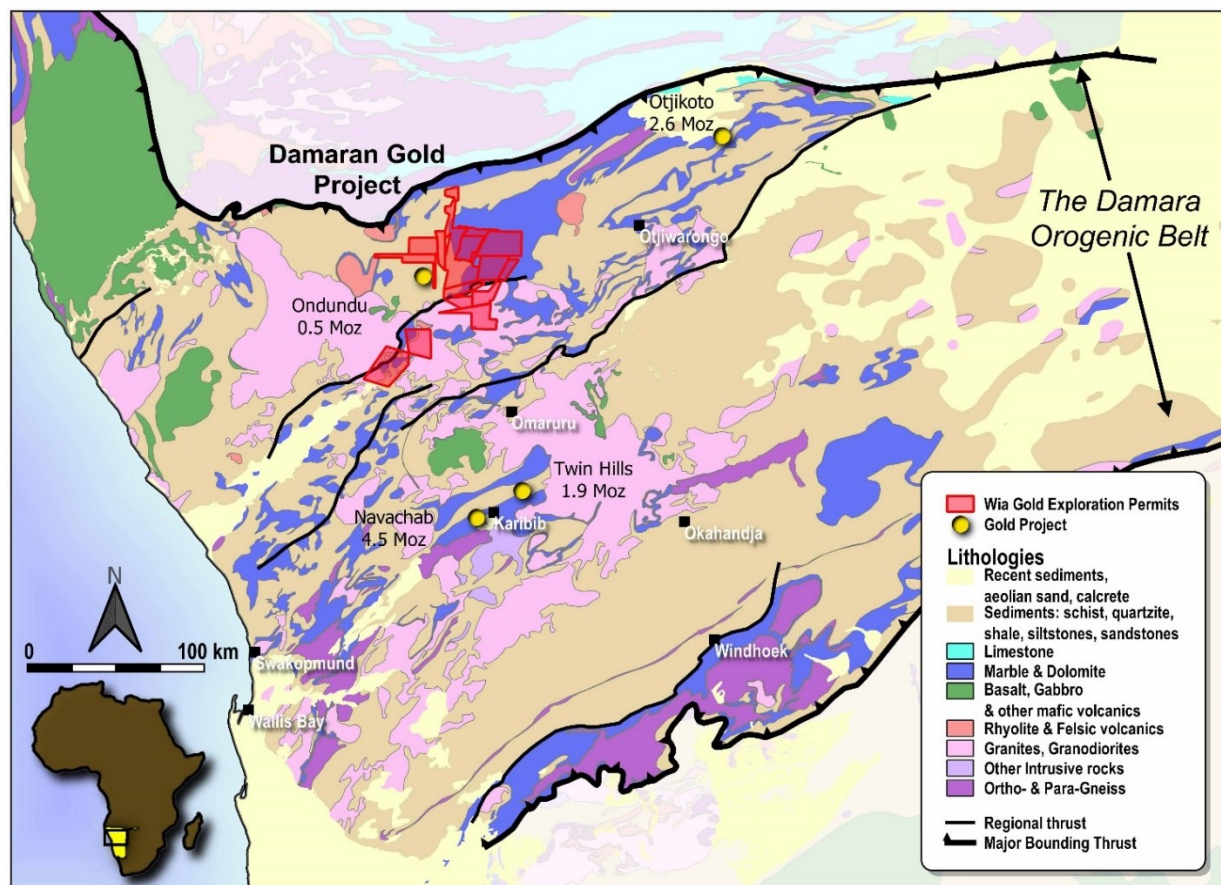 Otjikoto
2.6 Moz
Damaran Gold
Project
The Damara
Orogenic Belt
Otjiwarongo
Ondundu
0.5 Moz
Omaruru
Twin Hills
1.9 Moz
Navachab
4.5 Moz
Karibib
Okahandja
N
0 100 km
Swakopmund
Wallis Bay
Windhoek
Wia Gold Exploration Permits
Gold Project
Lithologies
Recent sediments,
aeolian sand, calcrete
Sediments: schist, quartzite,
shale, siltstones, sandstones
Limestone
Marble & Dolomite
Basalt, Gabbro
& other mafic volcanics
Rhyolite & Felsic volcanics
Granites, Granodiorites
Other Intrusive rocks
Ortho- & Para-Gneiss
Regional thrust
Major Bounding Thrust